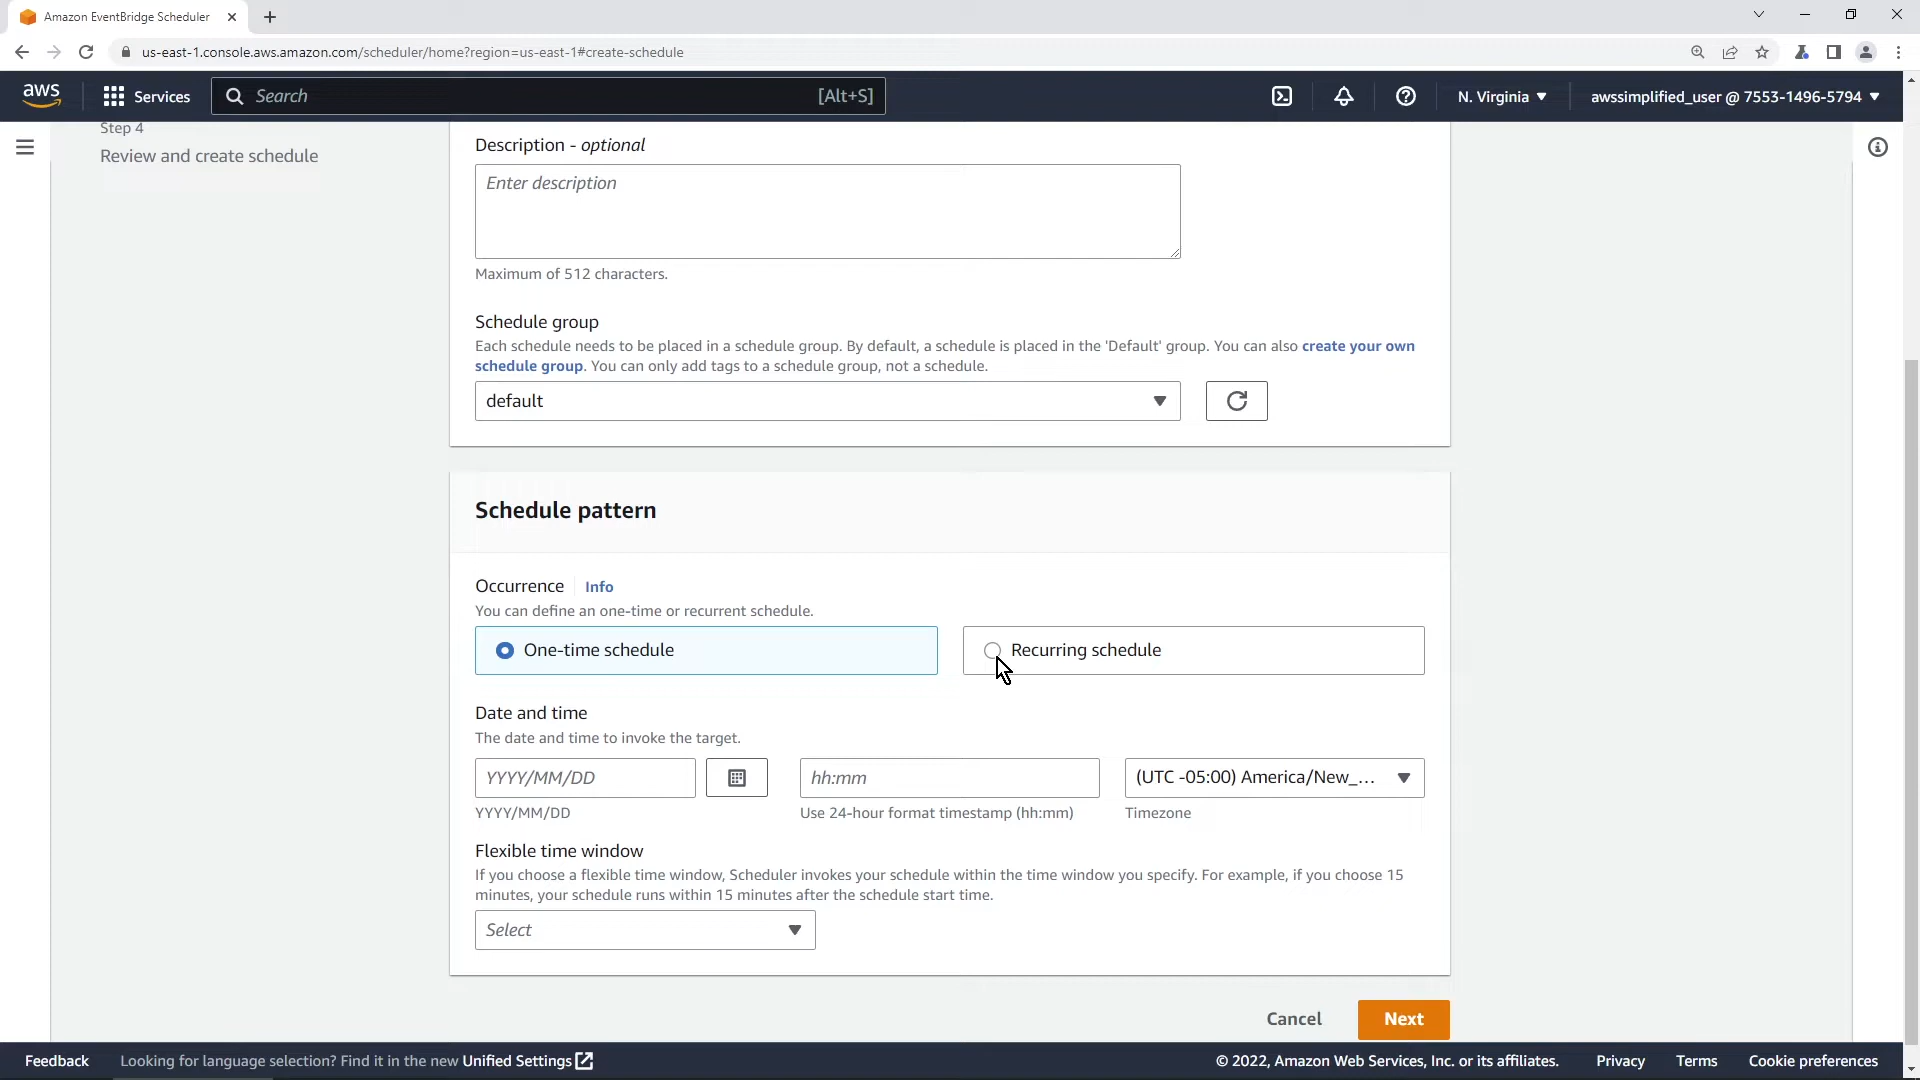 Amazon EventBridge Scheduler
us-east-1.console.aws.amazon.com/scheduler/home?region=us-east-1#create-schedule
aws
Services
Search
[Alt+S]
N. Virginia
awssimplified_user @ 7553-1496-5794
Step 4
Review and create schedule
Description - optional
Enter description
Maximum of 512 characters.
Schedule group
Each schedule needs to be placed in a schedule group. By default, a schedule is placed in the 'Default' group. You can also create your own
schedule group. You can only add tags to a schedule group, not a schedule.
default
Schedule pattern
Occurrence
Info
You can define an one-time or recurrent schedule.
One-time schedule
Recurring schedule
Date and time
The date and time to invoke the target.
YYYY/MM/DD
hh:mm
(UTC -05:00) America/New_...
YYYY/MM/DD
Use 24-hour format timestamp (hh:mm)
Timezone
Flexible time window
If you choose a flexible time window, Scheduler invokes your schedule within the time window you specify. For example, if you choose 15
minutes, your schedule runs within 15 minutes after the schedule start time.
Select
Cancel
Next
Feedback
Looking for language selection? Find it in the new Unified Settings
© 2022, Amazon Web Services, Inc. or its affiliates.
Privacy
Terms
Cookie preferences